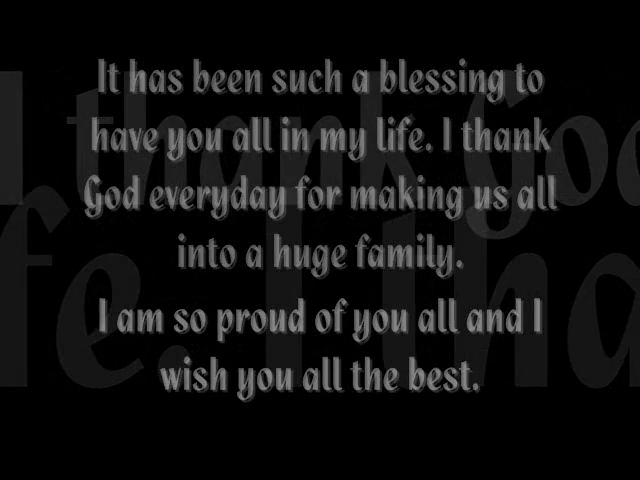 It has been such a blessing to
have you all in my life. I thank
God everyday for making us all
into a huge family.
I am so proud of you all and I
wish you all the best.